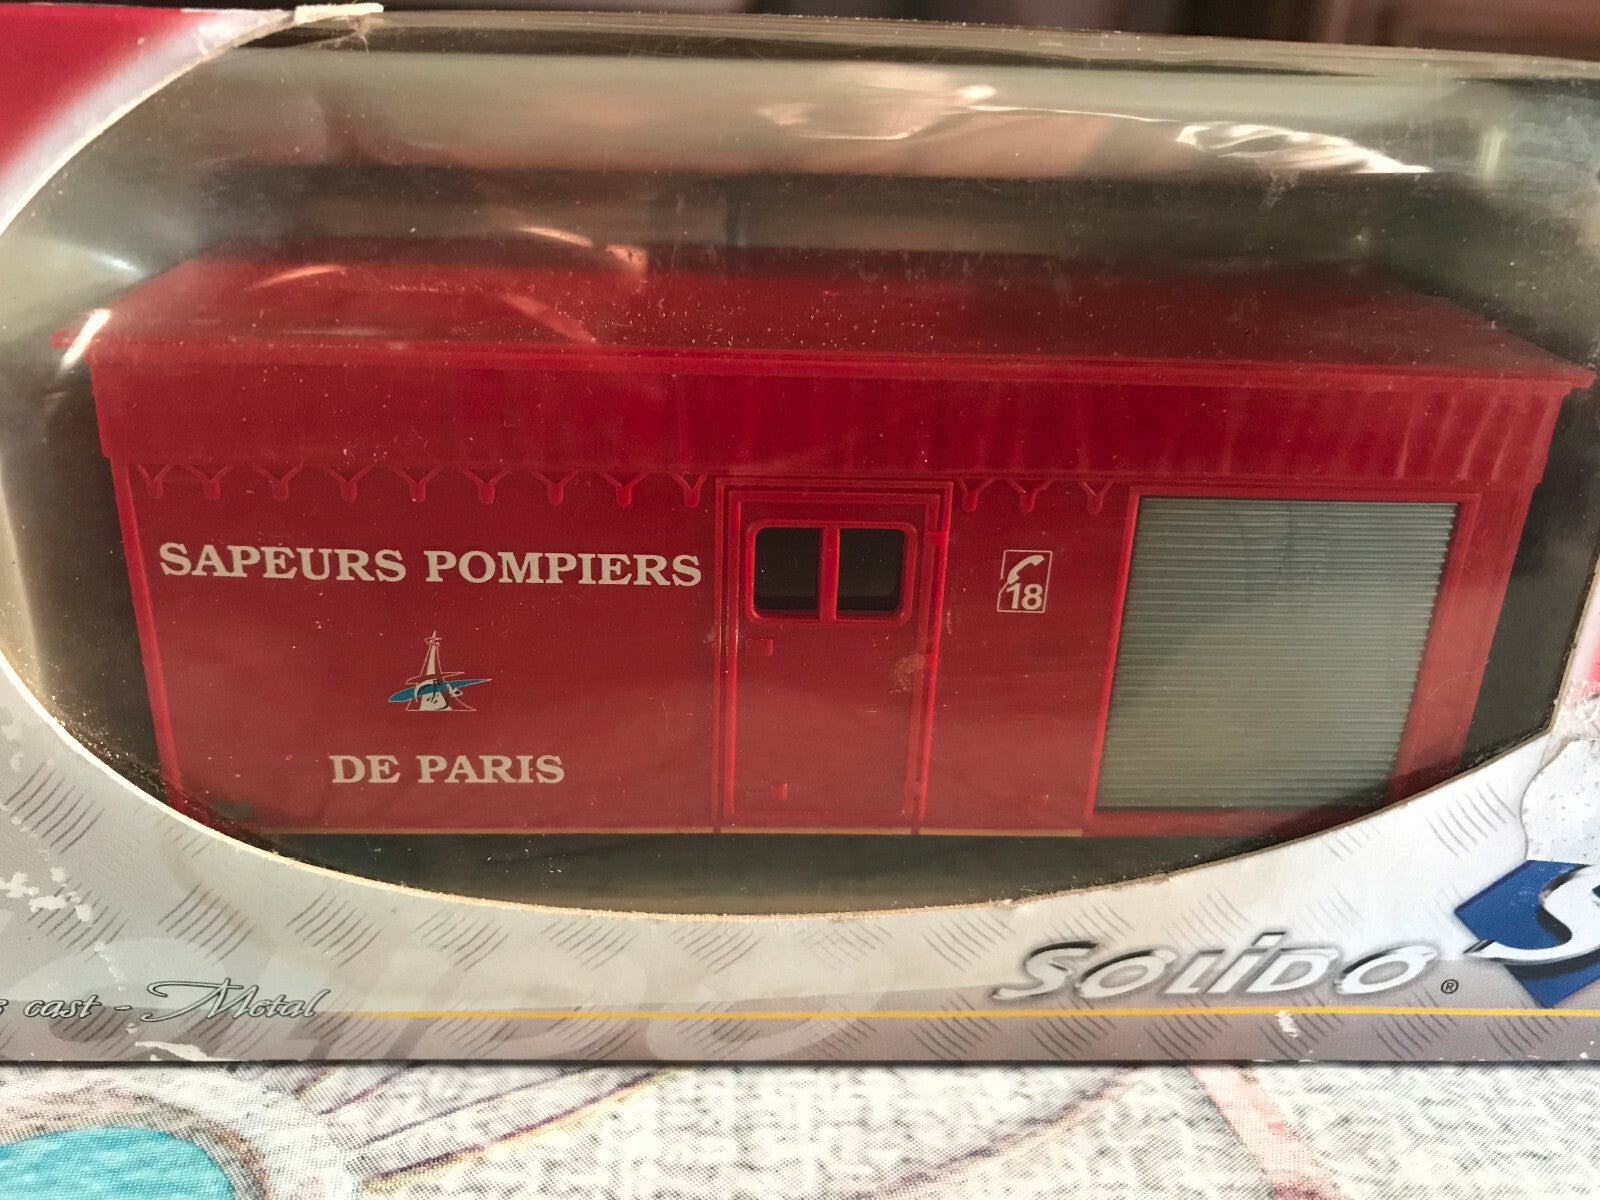 SAPEURS POMPIERS
18
DE PARIS
SOLIDO ®
cast - Metal